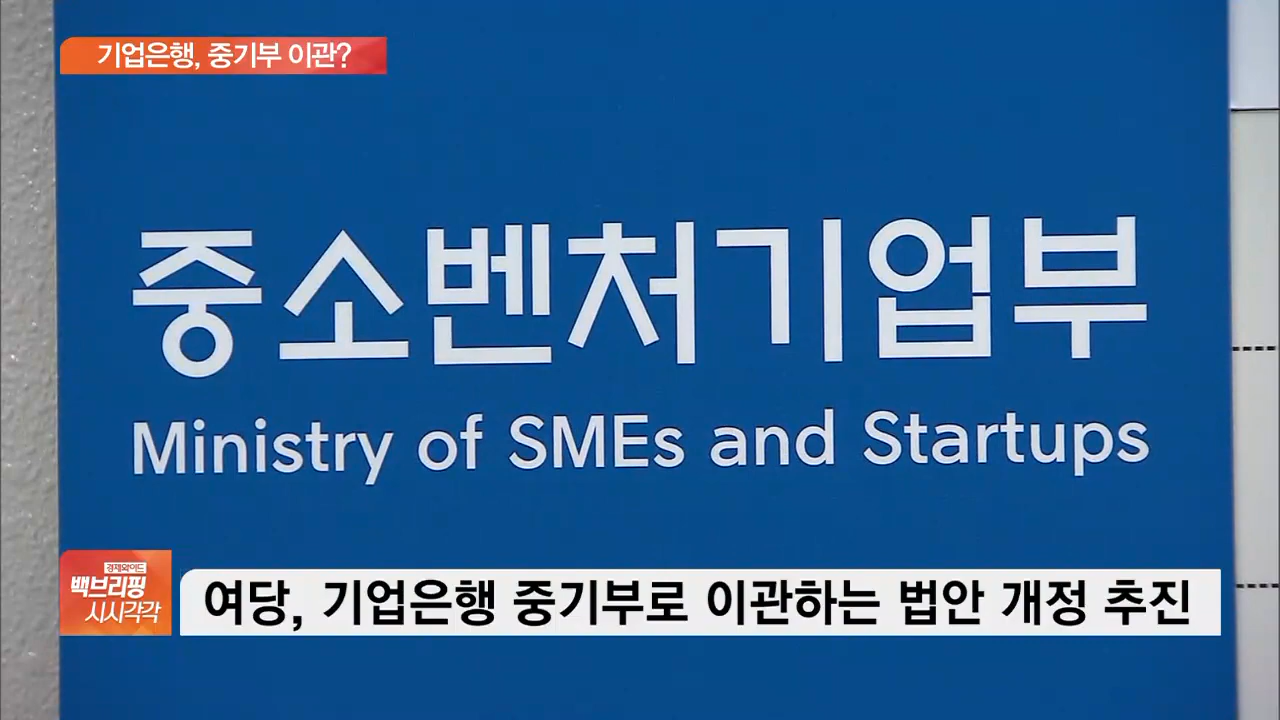 기업은행, 중기부 이관?
중소벤처기업부
Ministry of SMEs and Startups
경제와이드
백브리핑
시시각각
여당, 기업은행 중기부로 이관하는 법안 개정 추진